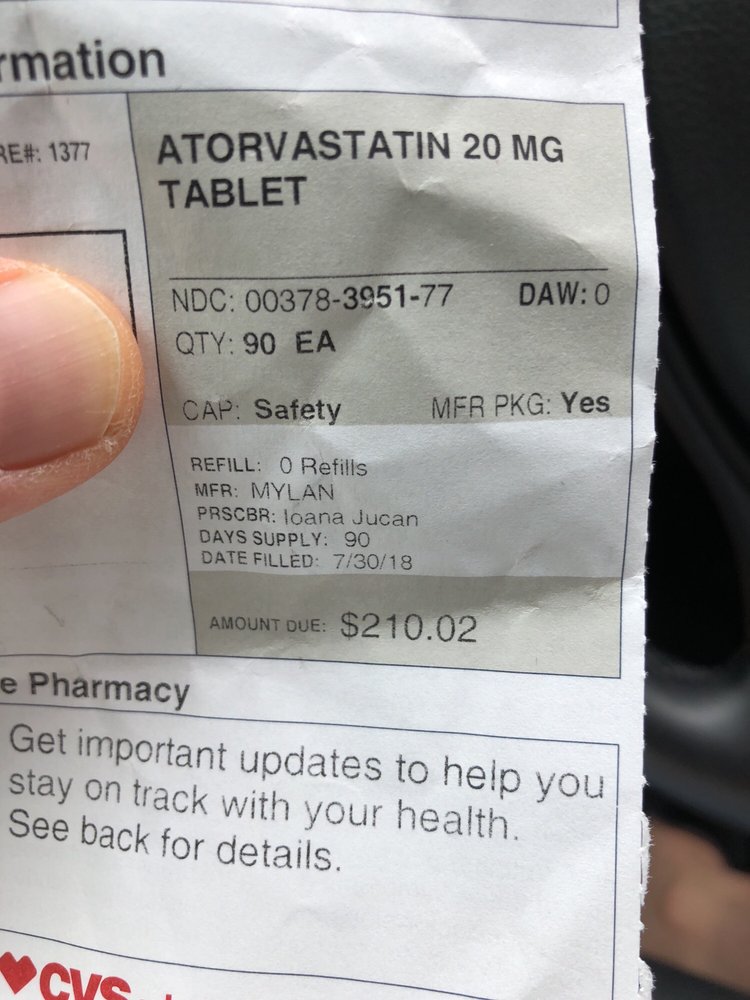 rmation
RE#: 1377
ATORVASTATIN 20 MG
TABLET
NDC: 00378-3951-77 DAW: 0
QTY: 90 EA
CAP: Safety MFR PKG: Yes
REFILL: 0 Refills
MFR: MYLAN
PRSCBR: Ioana Jucan
DAYS SUPPLY: 90
DATE FILLED: 7/30/18
AMOUNT DUE: $210.02
e Pharmacy
Get important updates to help you
stay on track with your health.
See back for details.
CVS